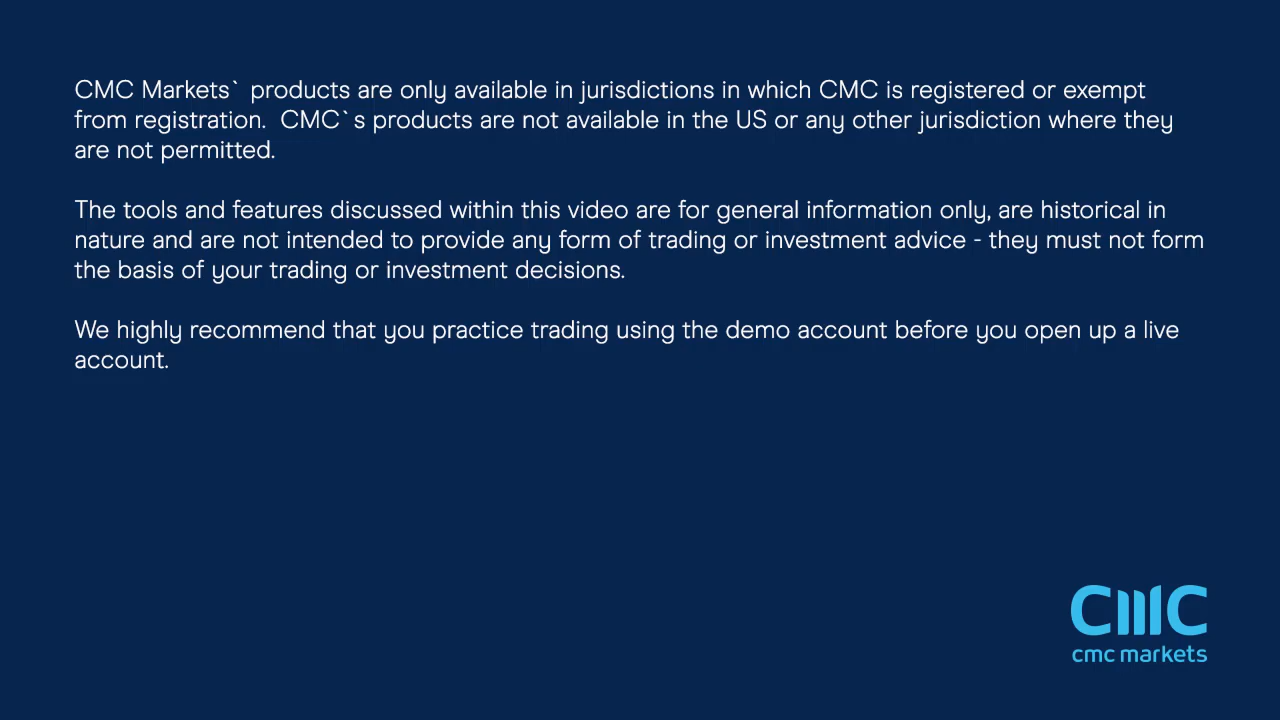 CMC Markets` products are only available in jurisdictions in which CMC is registered or exempt
from registration.  CMC`s products are not available in the US or any other jurisdiction where they
are not permitted.
The tools and features discussed within this video are for general information only, are historical in
nature and are not intended to provide any form of trading or investment advice - they must not form
the basis of your trading or investment decisions.
We highly recommend that you practice trading using the demo account before you open up a live
account.
CMC
cmc markets